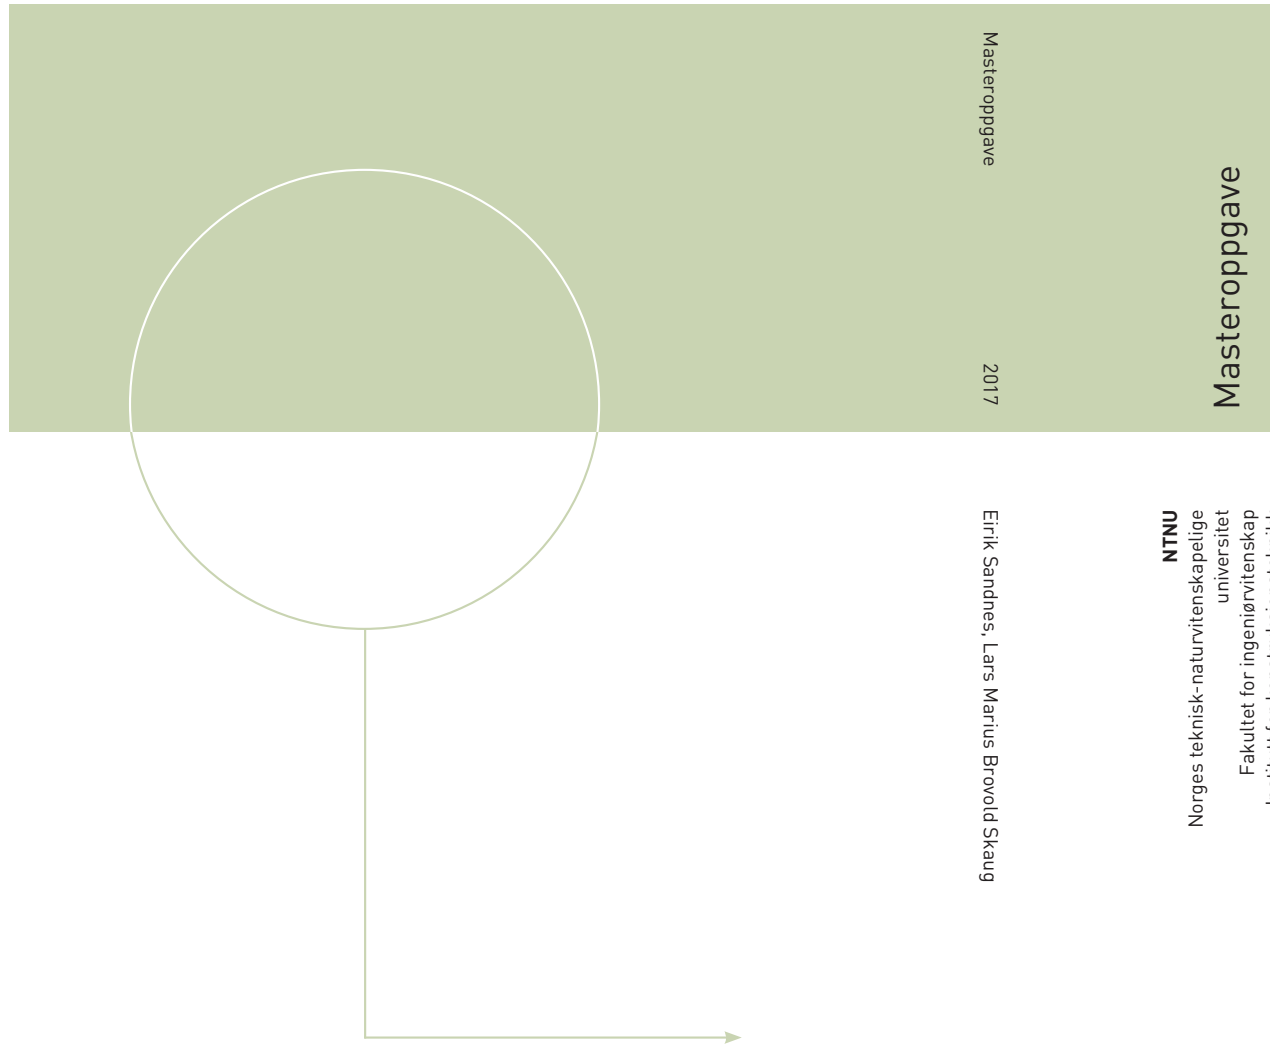 Masteroppgave
2017
Eirik Sandnes, Lars Marius Brovold Skaug
Masteroppgave
NTNU
Norges teknisk-naturvitenskapelige
universitet
Fakultet for ingeniørvitenskap